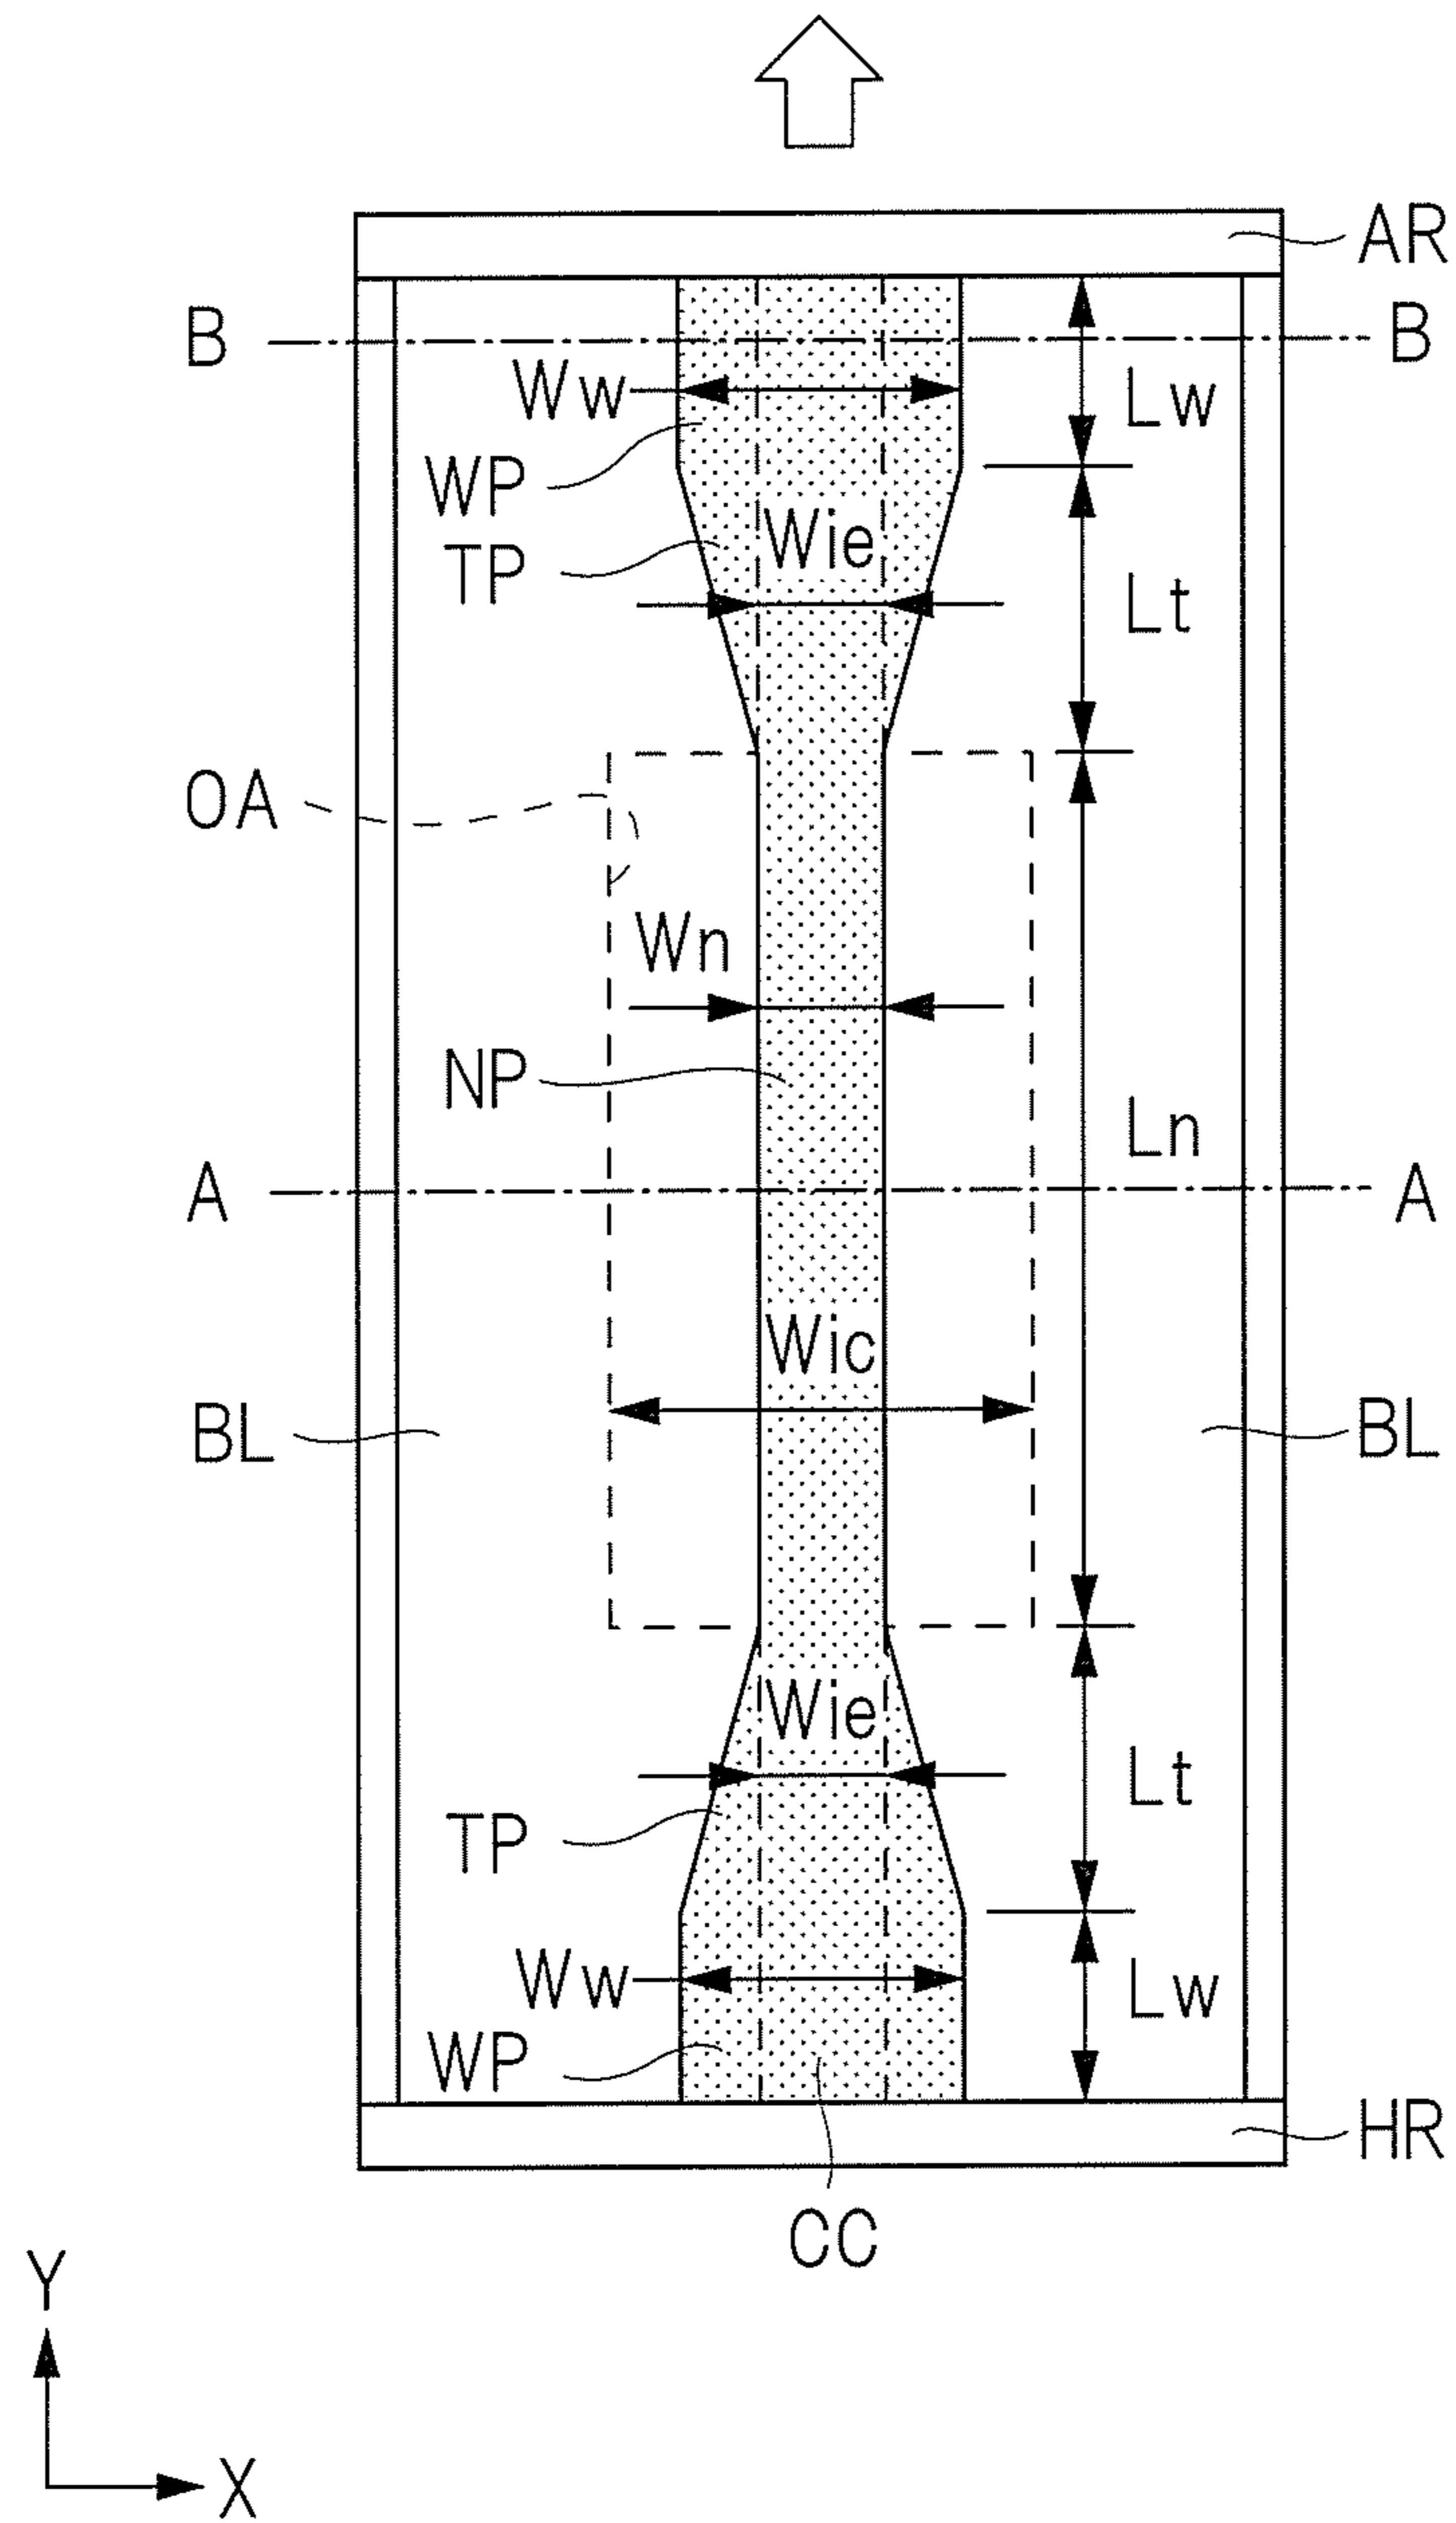 AR
B B
Ww Lw
WP
Wie
TP Lt
OA
Wn
NP
Ln
A A
Wic
BL BL
Wie
TP Lt
Ww Lw
WP
HR
CC
Y
X